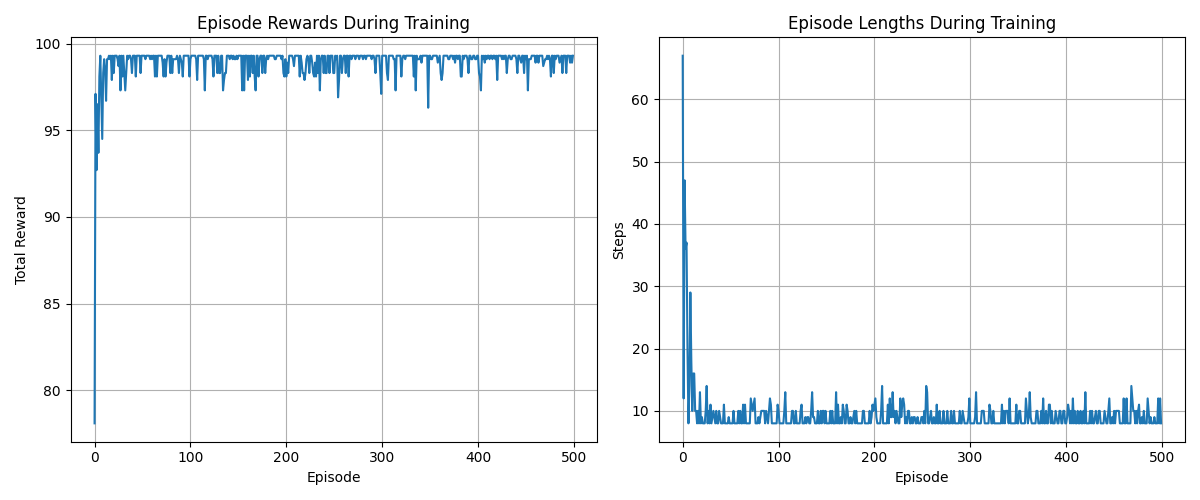 Episode Rewards During Training
100
95
90
85
80
Total Reward
0 100 200 300 400 500
Episode
Episode Lengths During Training
60
50
40
30
20
10
Steps
0 100 200 300 400 500
Episode